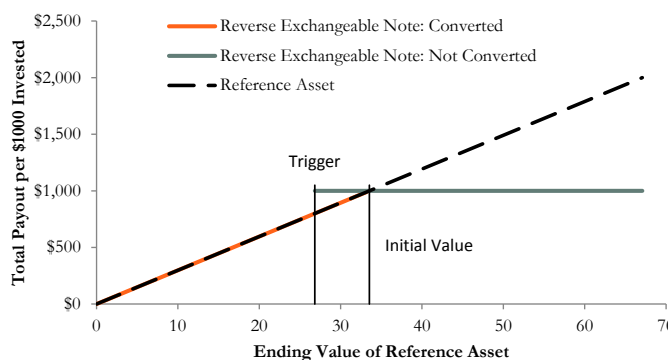 $2,500
$2,000
$1,500
$1,000
$500
$0
Total Payout per $1000 Invested
Reverse Exchangeable Note: Converted
Reverse Exchangeable Note: Not Converted
Reference Asset
Trigger
Initial Value
0 10 20 30 40 50 60 70
Ending Value of Reference Asset